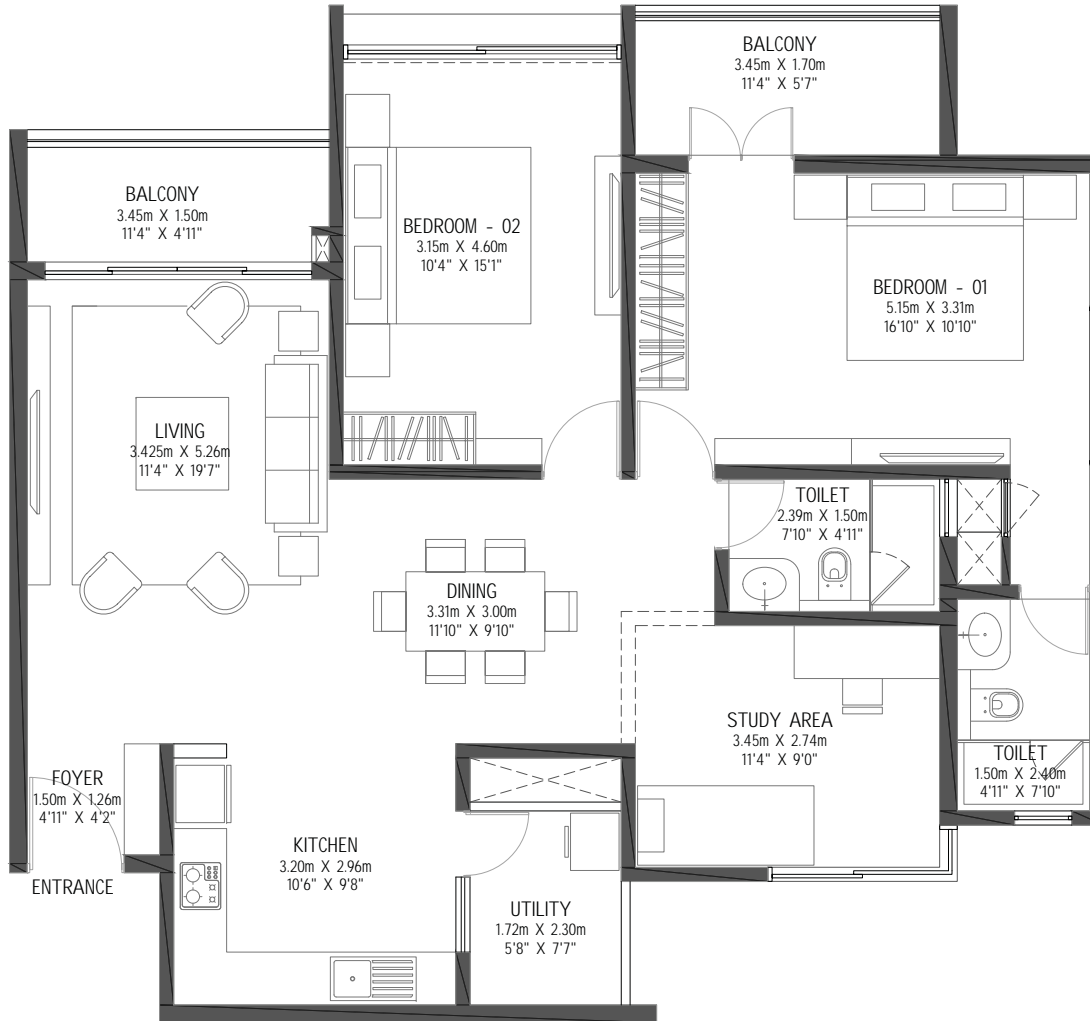 BALCONY
3.45m X 1.70m
11'4" X 5'7"
BALCONY
3.45m X 1.50m
11'4" X 4'11"
BEDROOM - 02
3.15m X 4.60m
10'4" X 15'1"
BEDROOM - 01
5.15m X 3.31m
16'10" X 10'10"
LIVING
3.425m X 5.26m
11'4" X 19'7"
TOILET
2.39m X 1.50m
7'10" X 4'11"
DINING
3.31m X 3.00m
11'10" X 9'10"
STUDY AREA
3.45m X 2.74m
11'4" X 9'0"
TOILET
1.50m X 2.40m
4'11" X 7'10"
FOYER
1.50m X 1.26m
4'11" X 4'2"
KITCHEN
3.20m X 2.96m
10'6" X 9'8"
ENTRANCE
UTILITY
1.72m X 2.30m
5'8" X 7'7"